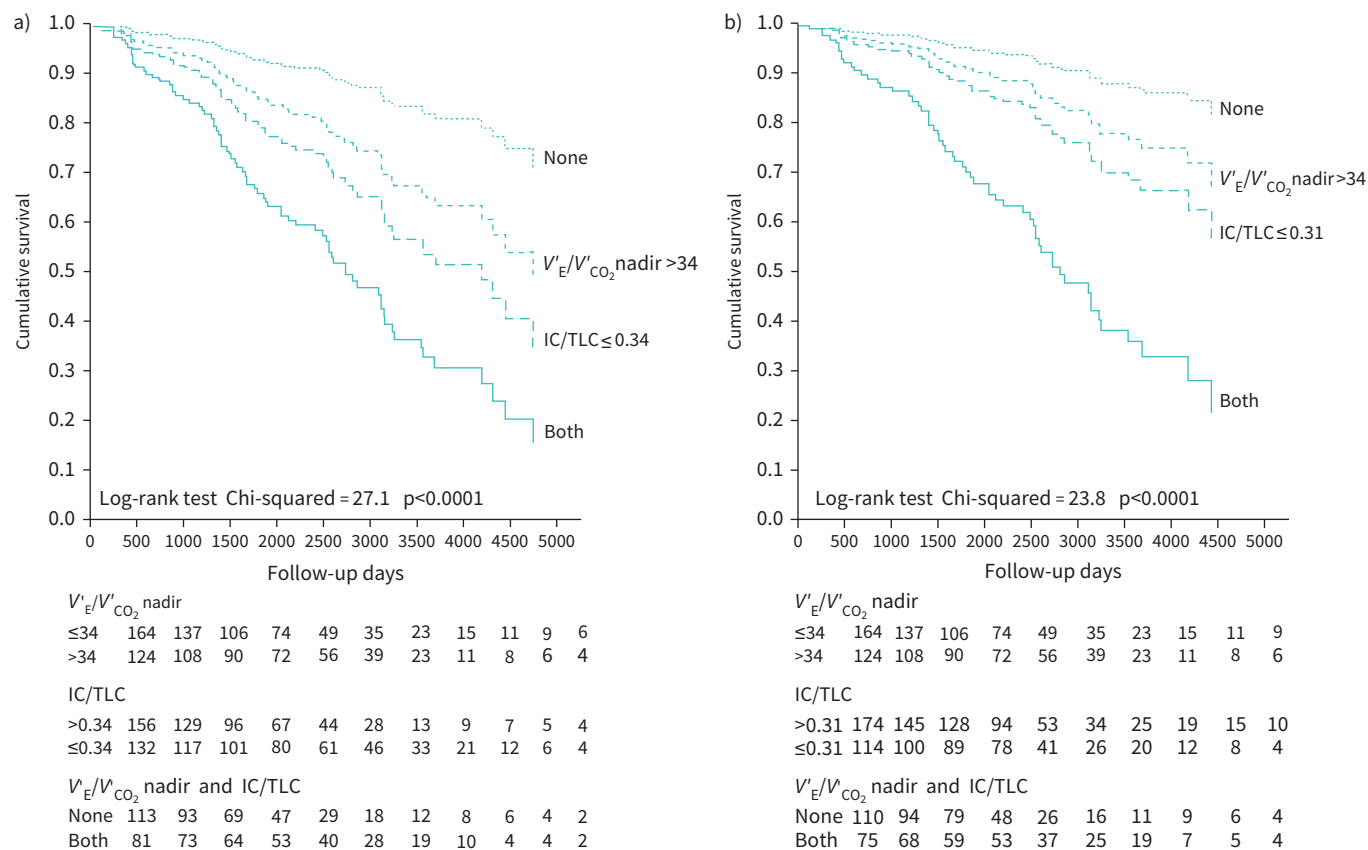 a)
Cumulative survival
1.0
0.9
0.8
0.7
0.6
0.5
0.4
0.3
0.2
0.1
0.0
None
V'E/V'CO2 nadir >34
IC/TLC ≤ 0.34
Both
Log-rank test Chi-squared = 27.1 p<0.0001
0 500 1000 1500 2000 2500 3000 3500 4000 4500 5000
Follow-up days
V'E/V'CO2 nadir
≤34 164 137 106 74 49 35 23 15 11 9 6
>34 124 108 90 72 56 39 23 11 8 6 4
IC/TLC
>0.34 156 129 96 67 44 28 13 9 7 5 4
≤0.34 132 117 101 80 61 46 33 21 12 6 4
V'E/V'CO2 nadir and IC/TLC
None 113 93 69 47 29 18 12 8 6 4 2
Both 81 73 64 53 40 28 19 10 4 4 2
b)
Cumulative survival
1.0
0.9
0.8
0.7
0.6
0.5
0.4
0.3
0.2
0.1
0.0
None
V'E/V'CO2 nadir>34
IC/TLC ≤ 0.31
Both
Log-rank test Chi-squared = 23.8 p<0.0001
0 500 1000 1500 2000 2500 3000 3500 4000 4500 5000
Follow-up days
V'E/V'CO2 nadir
≤34 164 137 106 74 49 35 23 15 11 9
>34 124 108 90 72 56 39 23 11 8 6
IC/TLC
>0.31 174 145 128 94 53 34 25 19 15 10
≤0.31 114 100 89 78 41 26 20 12 8 4
V'E/V'CO2 nadir and IC/TLC
None 110 94 79 48 26 16 11 9 6 4
Both 75 68 59 53 37 25 19 7 5 4